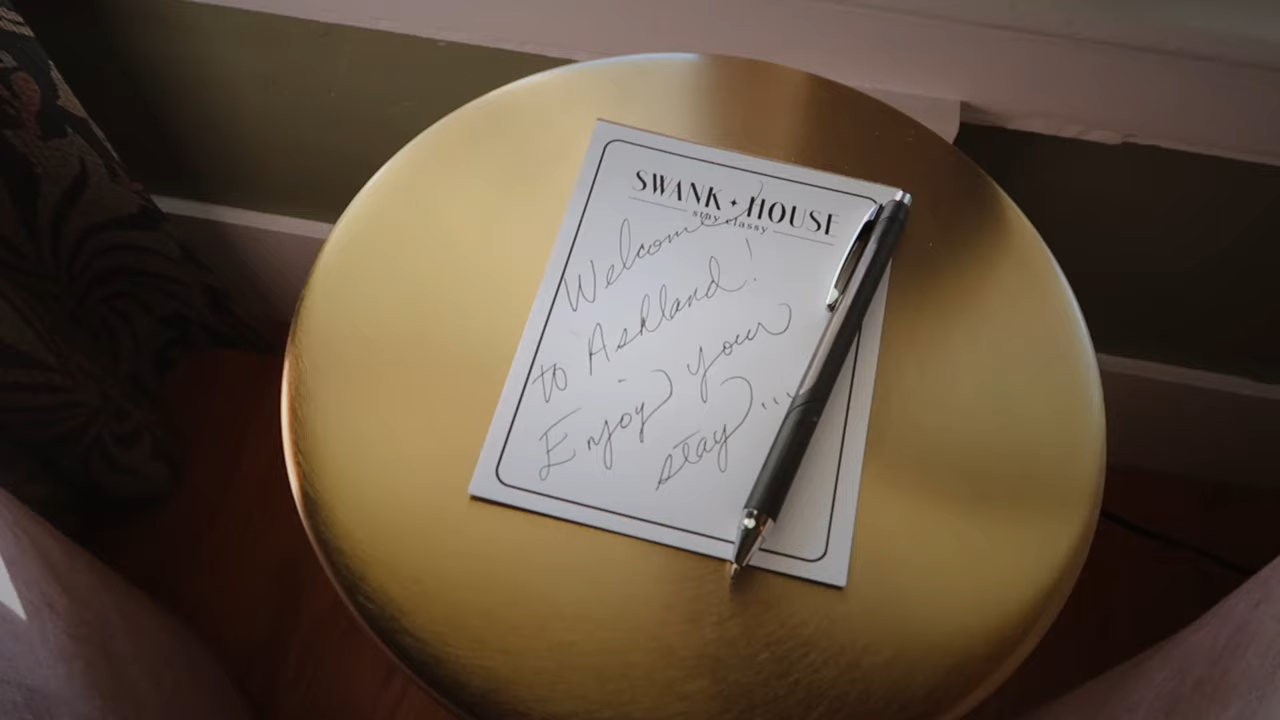 SWANK + HOUSE
stay classy
Welcome
to Ashland!
Enjoy your
stay...